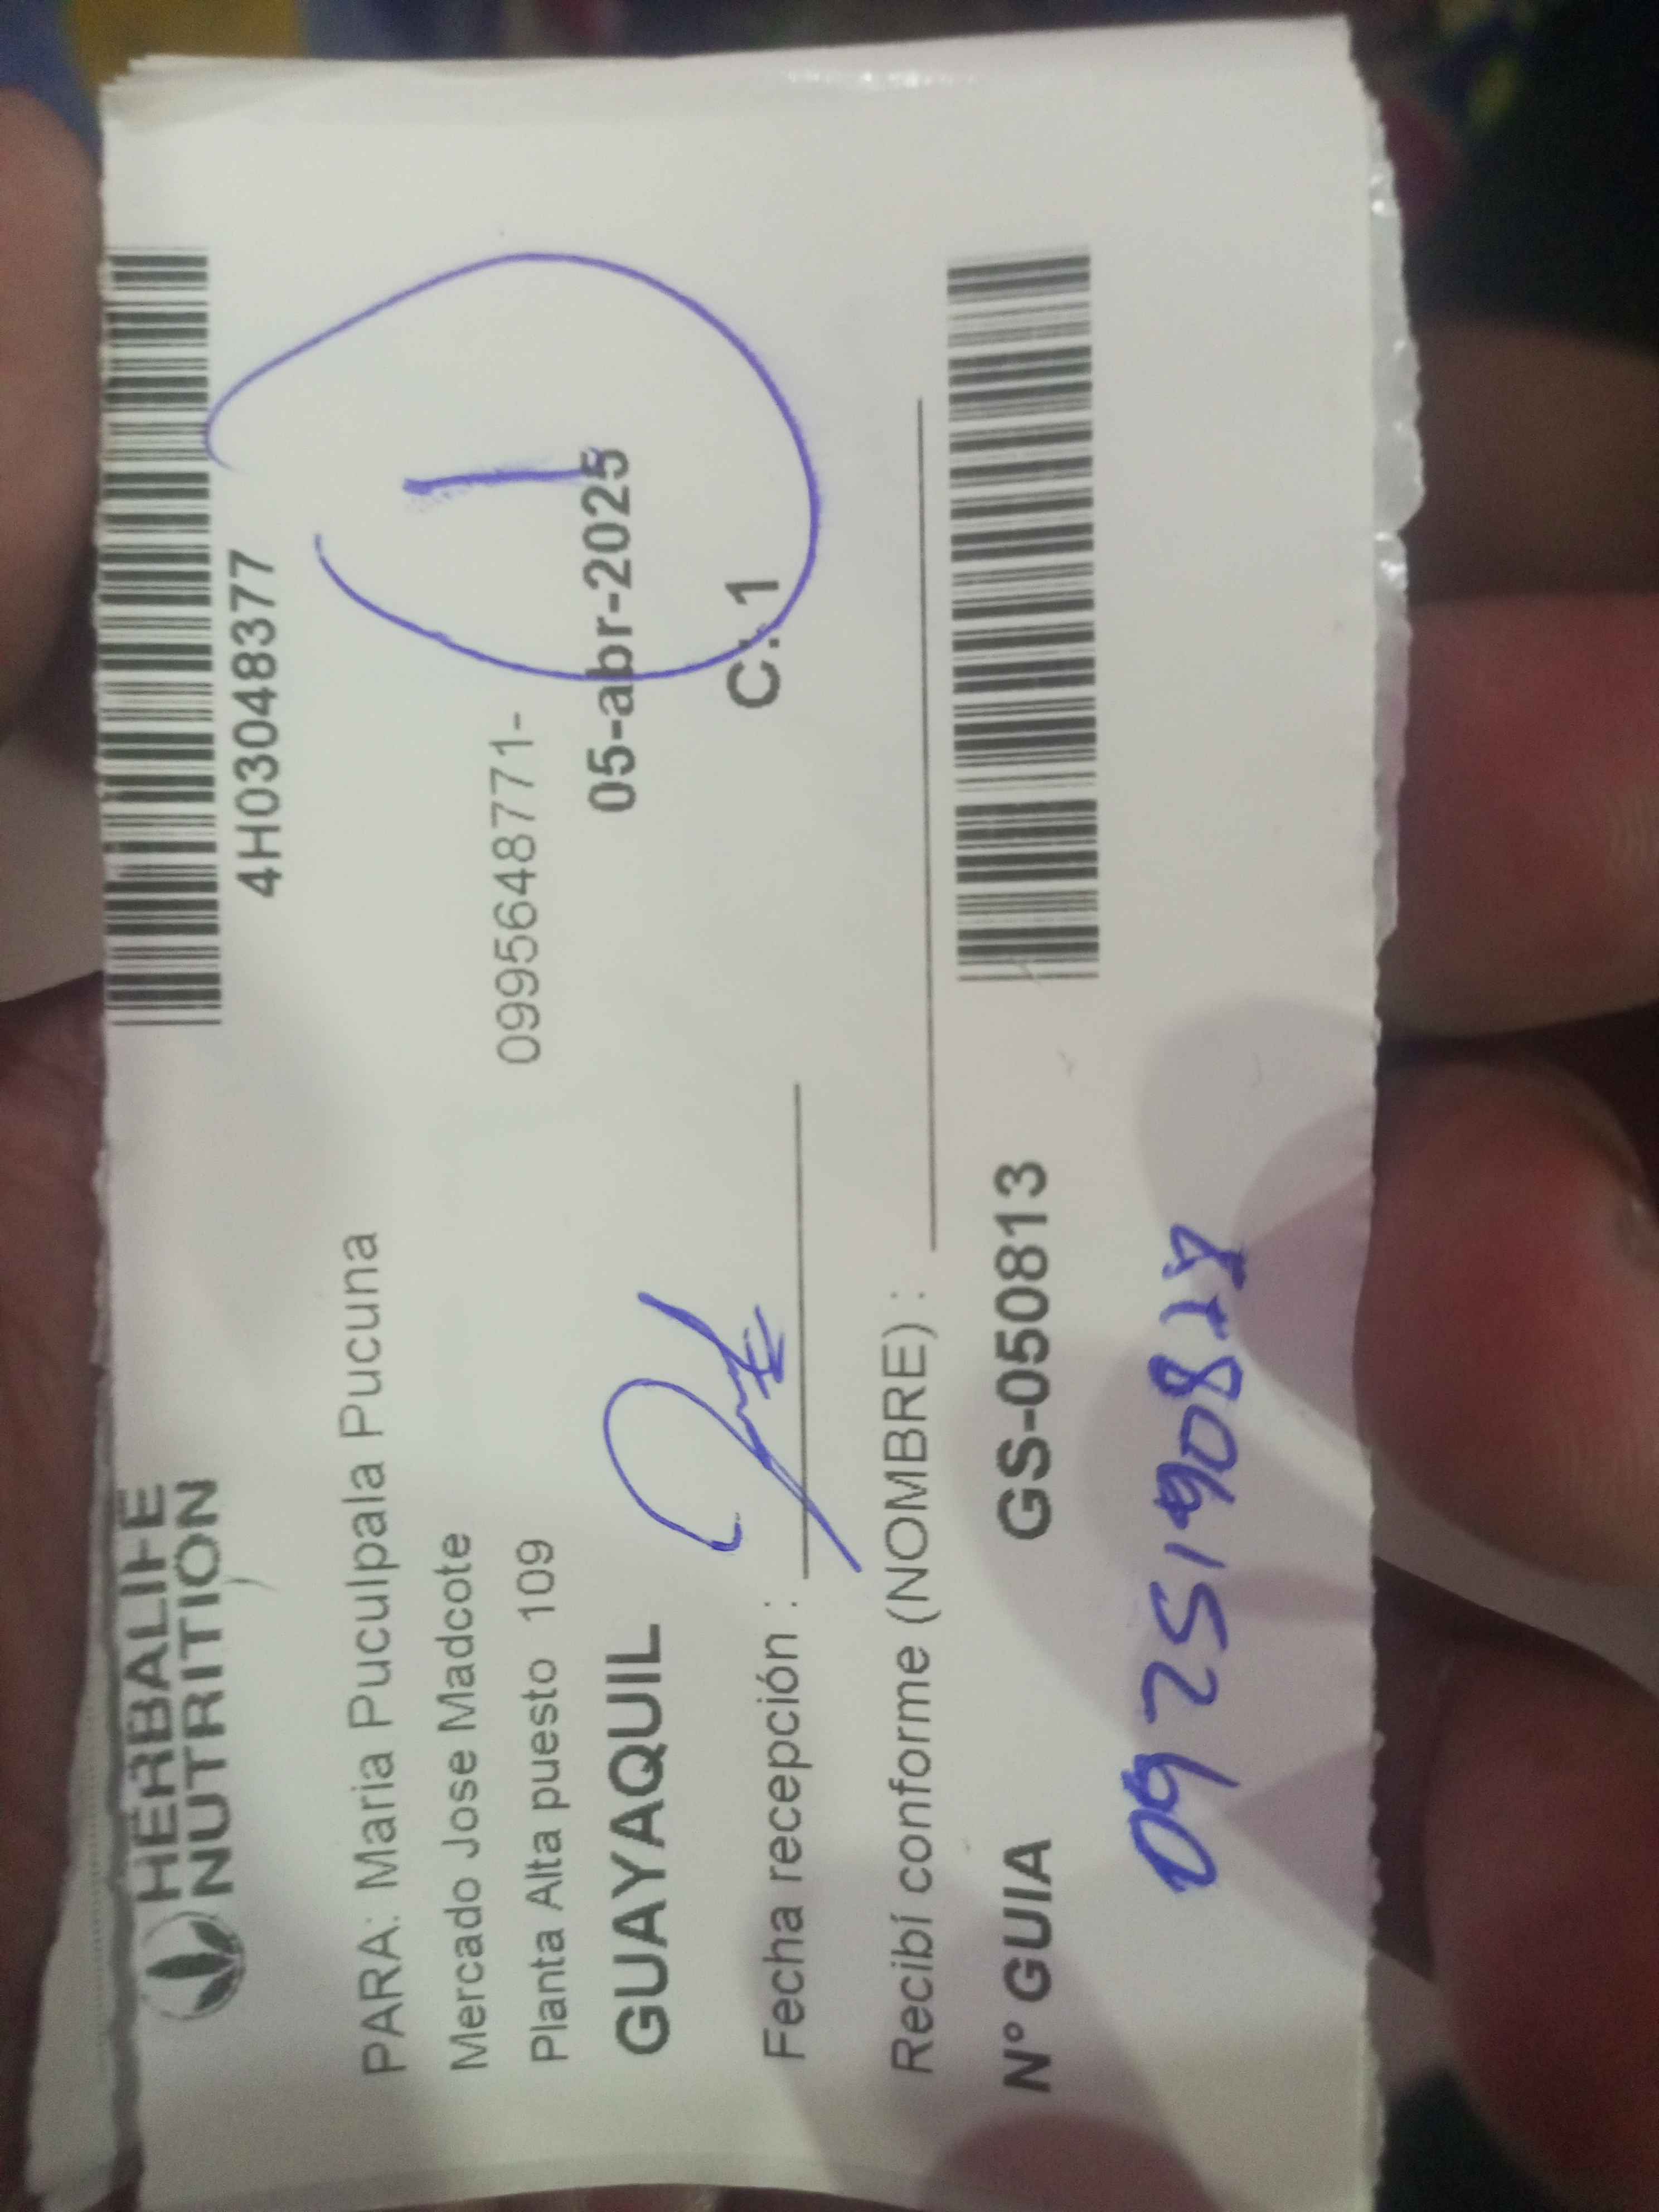 HERBALIFE
NUTRITION
4H03048377
PARA: Maria Puculpala Pucuna
Mercado Jose Madcote
Planta Alta puesto 109
0995648771-
GUAYAQUIL
05-abr-2025
1
C: 1
Fecha recepción :
Recibí conforme (NOMBRE) :
N° GUIA GS-050813